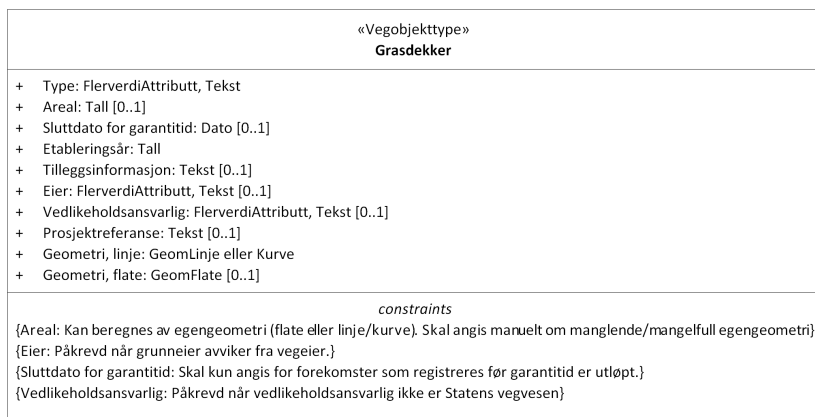 «Vegobjekttype»
Grasdekker
+ Type: FlerverdiAttributt, Tekst
+ Areal: Tall [0..1]
+ Sluttdato for garantitid: Dato [0..1]
+ Etableringsår: Tall
+ Tilleggsinformasjon: Tekst [0..1]
+ Eier: FlerverdiAttributt, Tekst [0..1]
+ Vedlikeholdsansvarlig: FlerverdiAttributt, Tekst [0..1]
+ Prosjektreferanse: Tekst [0..1]
+ Geometri, linje: GeomLinje eller Kurve
+ Geometri, flate: GeomFlate [0..1]
constraints
{Areal: Kan beregnes av egengeometri (flate eller linje/kurve). Skal angis manuelt om manglende/mangelfull egengeometri}
{Eier: Påkrevd når grunneier avviker fra vegeier.}
{Sluttdato for garantitid: Skal kun angis for forekomster som registreres før garantitid er utløpt.}
{Vedlikeholdsansvarlig: Påkrevd når vedlikeholdsansvarlig ikke er Statens vegvesen}